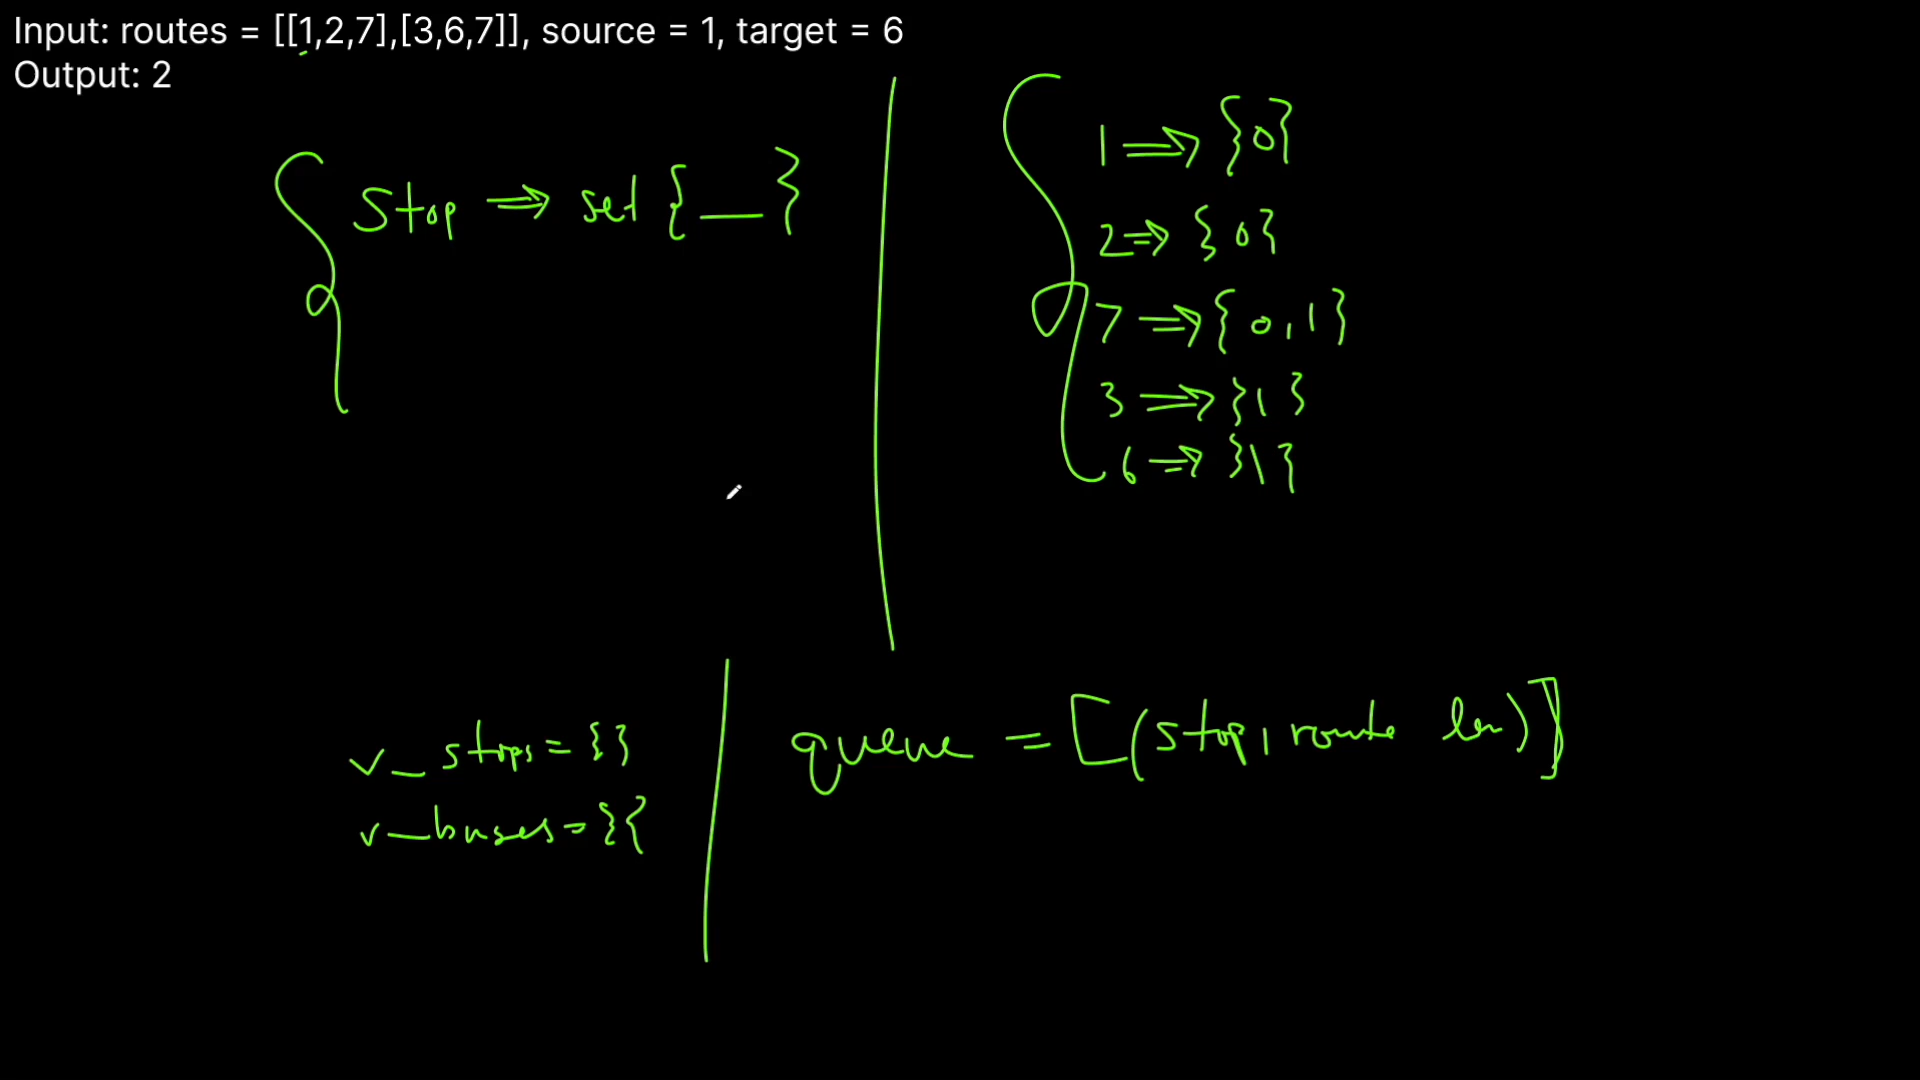 Input: routes = [[1,2,7],[3,6,7]], source = 1, target = 6
Output: 2
Stop ⇒ set {__}
1 ⇒ {0}
2 ⇒ {0}
7 ⇒ {0,1}
3 ⇒ {1}
6 ⇒ {1}
v_stops = {}
v_buses = {}
queue = [(stop, route len)]